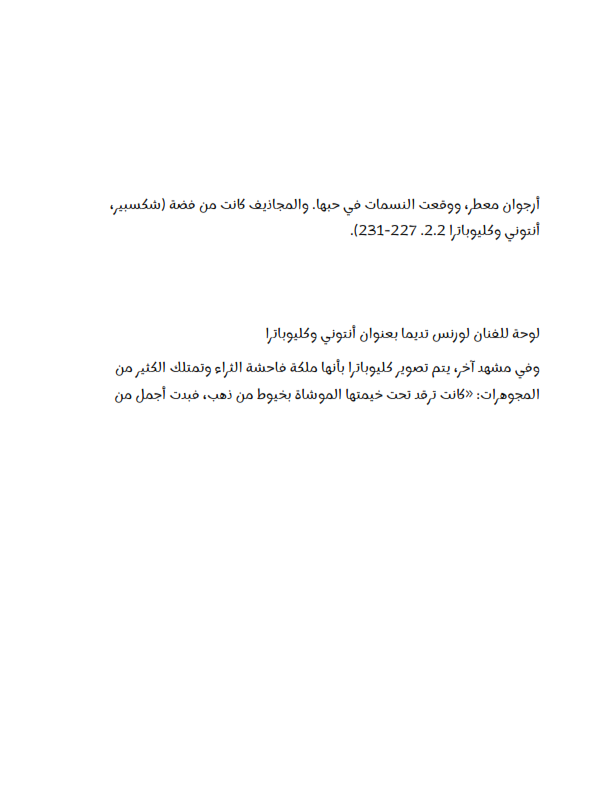 أرجوان معطر، ووقعت النسمات في حبها. والمجاذيف كانت من فضة (شكسبير،
أنتوني وكليوباترا 2.2. 227-231).
لوحة للفنان لورنس تديما بعنوان أنتوني وكليوباترا
وفي مشهد آخر، يتم تصوير كليوباترا بأنها ملكة فاحشة الثراء وتمتلك الكثير من
المجوهرات: «كانت ترقد تحت خيمتها الموشاة بخيوط من ذهب، فبدت أجمل من